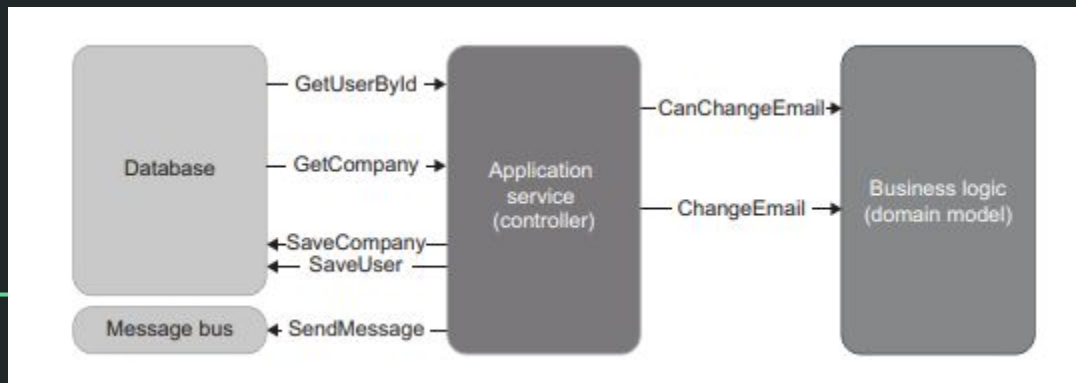 Database
GetUserById
GetCompany
SaveCompany
SaveUser
Message bus
SendMessage
Application
service
(controller)
CanChangeEmail
ChangeEmail
Business logic
(domain model)